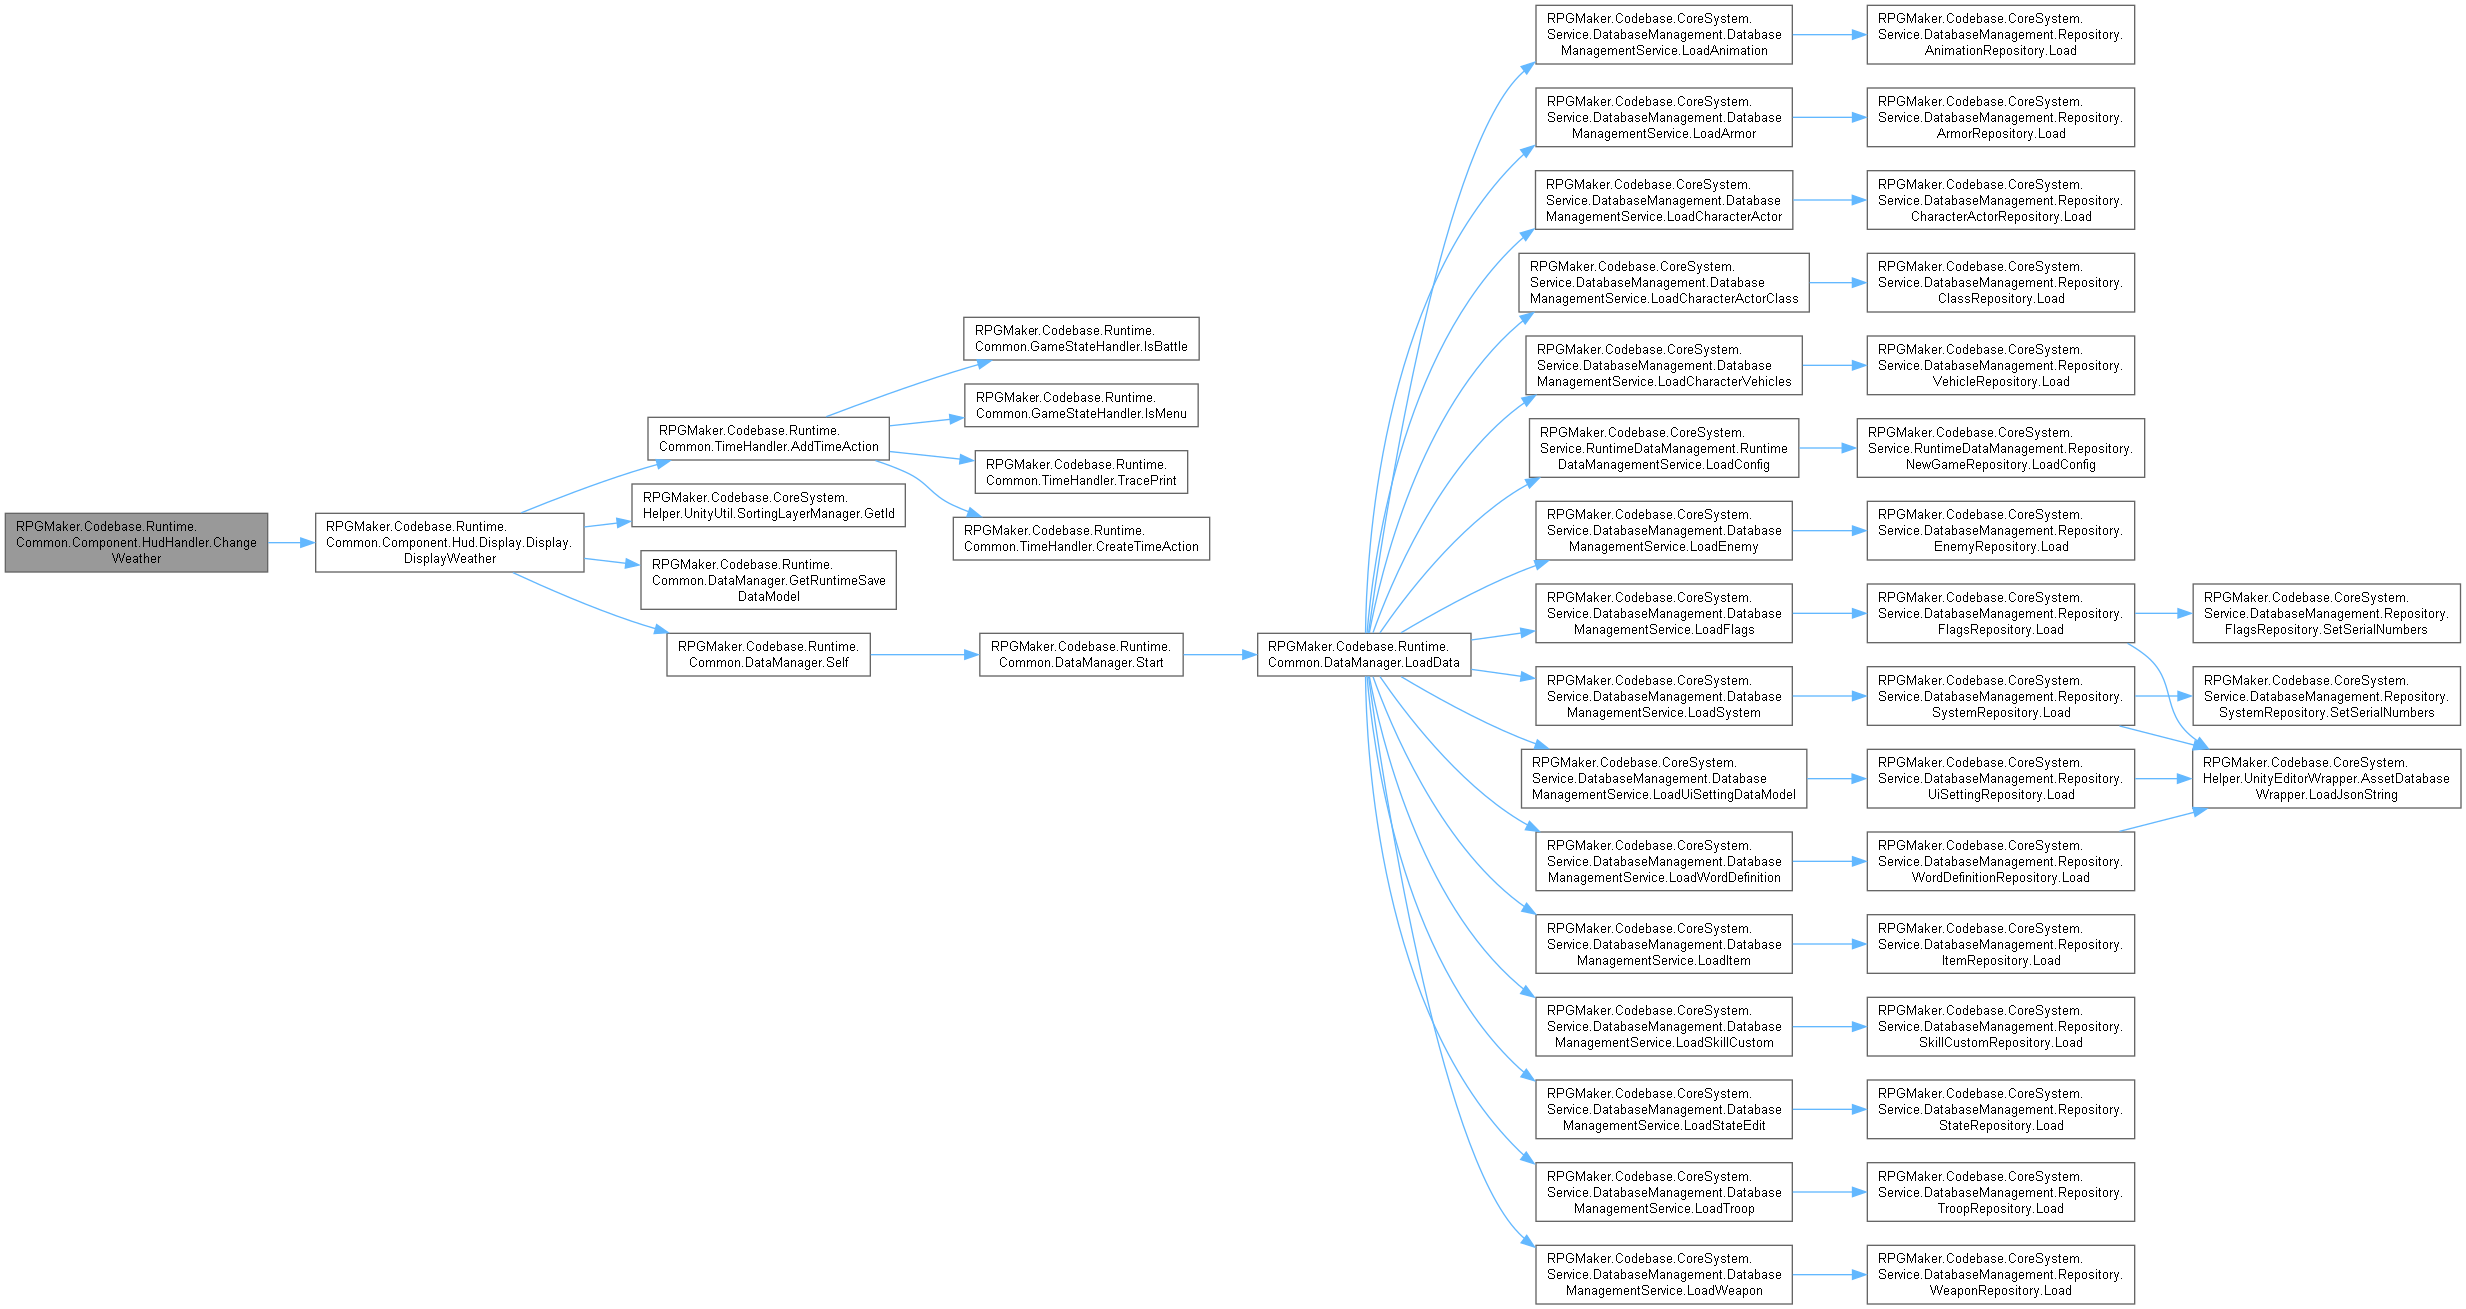 RPGMaker.Codebase.Runtime.
Common.Component.HudHandler.Change
Weather
RPGMaker.Codebase.Runtime.
Common.Component.Hud.Display.Display.
DisplayWeather
RPGMaker.Codebase.Runtime.
Common.TimeHandler.AddTimeAction
RPGMaker.Codebase.CoreSystem.
Helper.UnityUtil.SortingLayerManager.GetId
RPGMaker.Codebase.Runtime.
Common.DataManager.GetRuntimeSave
DataModel
RPGMaker.Codebase.Runtime.
Common.DataManager.Self
RPGMaker.Codebase.Runtime.
Common.GameStateHandler.IsBattle
RPGMaker.Codebase.Runtime.
Common.GameStateHandler.IsMenu
RPGMaker.Codebase.Runtime.
Common.TimeHandler.TracePrint
RPGMaker.Codebase.Runtime.
Common.TimeHandler.CreateTimeAction
RPGMaker.Codebase.Runtime.
Common.DataManager.Start
RPGMaker.Codebase.Runtime.
Common.DataManager.LoadData
RPGMaker.Codebase.CoreSystem.
Service.DatabaseManagement.Database
ManagementService.LoadAnimation
RPGMaker.Codebase.CoreSystem.
Service.DatabaseManagement.Repository.
AnimationRepository.Load
RPGMaker.Codebase.CoreSystem.
Service.DatabaseManagement.Database
ManagementService.LoadArmor
RPGMaker.Codebase.CoreSystem.
Service.DatabaseManagement.Repository.
ArmorRepository.Load
RPGMaker.Codebase.CoreSystem.
Service.DatabaseManagement.Database
ManagementService.LoadCharacterActor
RPGMaker.Codebase.CoreSystem.
Service.DatabaseManagement.Repository.
CharacterActorRepository.Load
RPGMaker.Codebase.CoreSystem.
Service.DatabaseManagement.Database
ManagementService.LoadCharacterActorClass
RPGMaker.Codebase.CoreSystem.
Service.DatabaseManagement.Repository.
ClassRepository.Load
RPGMaker.Codebase.CoreSystem.
Service.DatabaseManagement.Database
ManagementService.LoadCharacterVehicles
RPGMaker.Codebase.CoreSystem.
Service.DatabaseManagement.Repository.
VehicleRepository.Load
RPGMaker.Codebase.CoreSystem.
Service.RuntimeDataManagement.Runtime
DataManagementService.LoadConfig
RPGMaker.Codebase.CoreSystem.
Service.RuntimeDataManagement.Repository.
NewGameRepository.LoadConfig
RPGMaker.Codebase.CoreSystem.
Service.DatabaseManagement.Database
ManagementService.LoadEnemy
RPGMaker.Codebase.CoreSystem.
Service.DatabaseManagement.Repository.
EnemyRepository.Load
RPGMaker.Codebase.CoreSystem.
Service.DatabaseManagement.Database
ManagementService.LoadFlags
RPGMaker.Codebase.CoreSystem.
Service.DatabaseManagement.Repository.
FlagsRepository.Load
RPGMaker.Codebase.CoreSystem.
Service.DatabaseManagement.Repository.
FlagsRepository.SetSerialNumbers
RPGMaker.Codebase.CoreSystem.
Service.DatabaseManagement.Database
ManagementService.LoadSystem
RPGMaker.Codebase.CoreSystem.
Service.DatabaseManagement.Repository.
SystemRepository.Load
RPGMaker.Codebase.CoreSystem.
Service.DatabaseManagement.Repository.
SystemRepository.SetSerialNumbers
RPGMaker.Codebase.CoreSystem.
Service.DatabaseManagement.Database
ManagementService.LoadUiSettingDataModel
RPGMaker.Codebase.CoreSystem.
Service.DatabaseManagement.Repository.
UiSettingRepository.Load
RPGMaker.Codebase.CoreSystem.
Helper.UnityEditorWrapper.AssetDatabase
Wrapper.LoadJsonString
RPGMaker.Codebase.CoreSystem.
Service.DatabaseManagement.Database
ManagementService.LoadWordDefinition
RPGMaker.Codebase.CoreSystem.
Service.DatabaseManagement.Repository.
WordDefinitionRepository.Load
RPGMaker.Codebase.CoreSystem.
Service.DatabaseManagement.Database
ManagementService.LoadItem
RPGMaker.Codebase.CoreSystem.
Service.DatabaseManagement.Repository.
ItemRepository.Load
RPGMaker.Codebase.CoreSystem.
Service.DatabaseManagement.Database
ManagementService.LoadSkillCustom
RPGMaker.Codebase.CoreSystem.
Service.DatabaseManagement.Repository.
SkillCustomRepository.Load
RPGMaker.Codebase.CoreSystem.
Service.DatabaseManagement.Database
ManagementService.LoadStateEdit
RPGMaker.Codebase.CoreSystem.
Service.DatabaseManagement.Repository.
StateRepository.Load
RPGMaker.Codebase.CoreSystem.
Service.DatabaseManagement.Database
ManagementService.LoadTroop
RPGMaker.Codebase.CoreSystem.
Service.DatabaseManagement.Repository.
TroopRepository.Load
RPGMaker.Codebase.CoreSystem.
Service.DatabaseManagement.Database
ManagementService.LoadWeapon
RPGMaker.Codebase.CoreSystem.
Service.DatabaseManagement.Repository.
WeaponRepository.Load